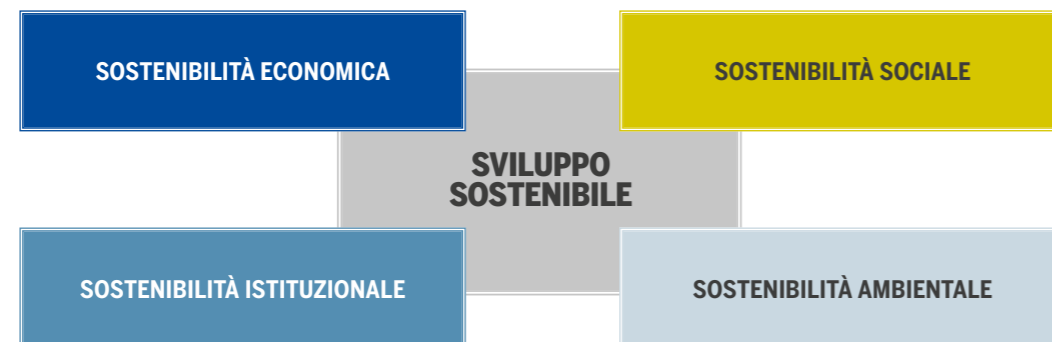 SOSTENIBILITÀ ECONOMICA
SOSTENIBILITÀ SOCIALE
SVILUPPO
SOSTENIBILE
SOSTENIBILITÀ ISTITUZIONALE
SOSTENIBILITÀ AMBIENTALE